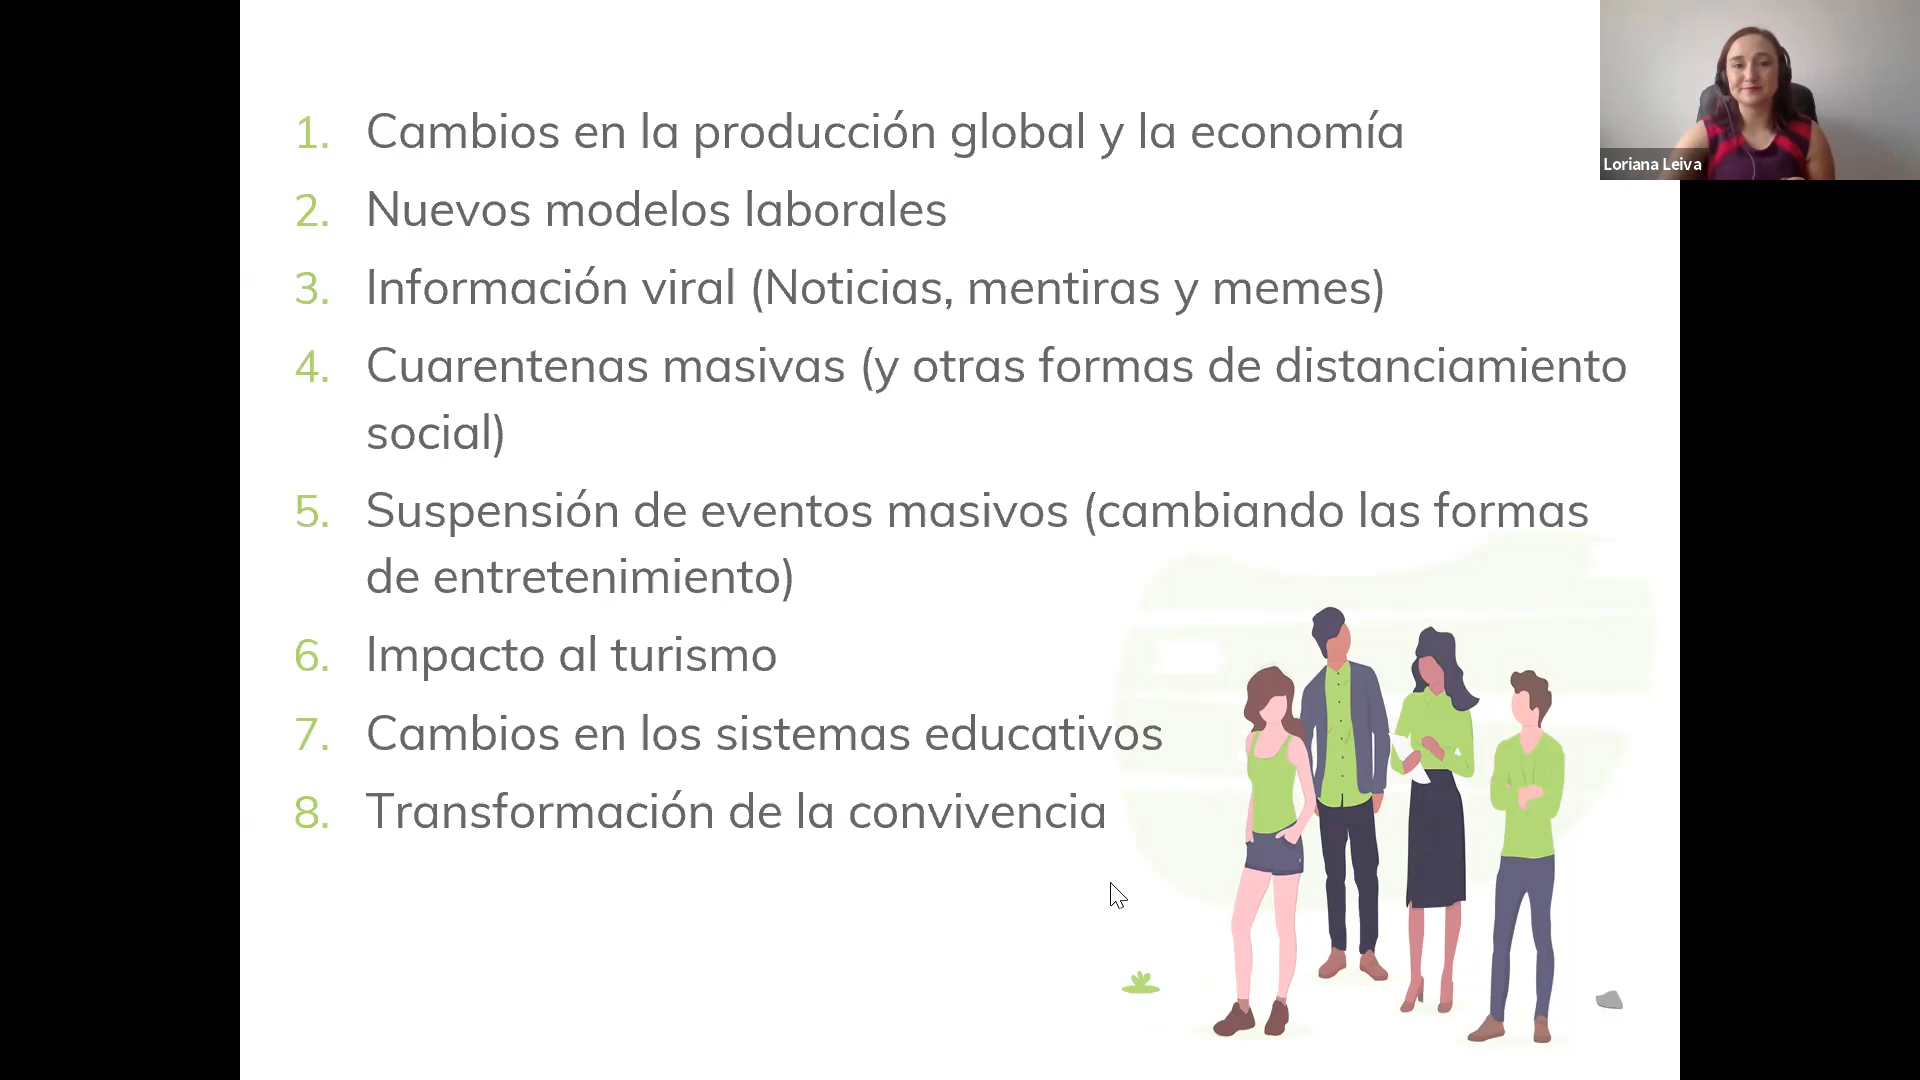 1. Cambios en la producción global y la economía
2. Nuevos modelos laborales
3. Información viral (Noticias, mentiras y memes)
4. Cuarentenas masivas (y otras formas de distanciamiento
social)
5. Suspensión de eventos masivos (cambiando las formas
de entretenimiento)
6. Impacto al turismo
7. Cambios en los sistemas educativos
8. Transformación de la convivencia
Loriana Leiva